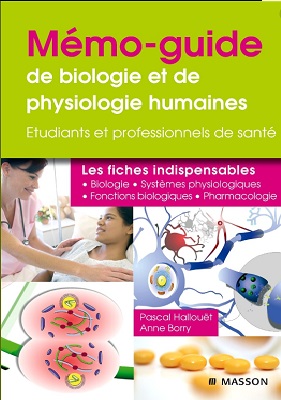 Mémo-guide
de biologie et de
physiologie humaines
Etudiants et professionnels de santé
Les fiches indispensables
• Biologie • Systèmes physiologiques
• Fonctions biologiques • Pharmacologie
Pascal Hallouët
Anne Borry
MASSON